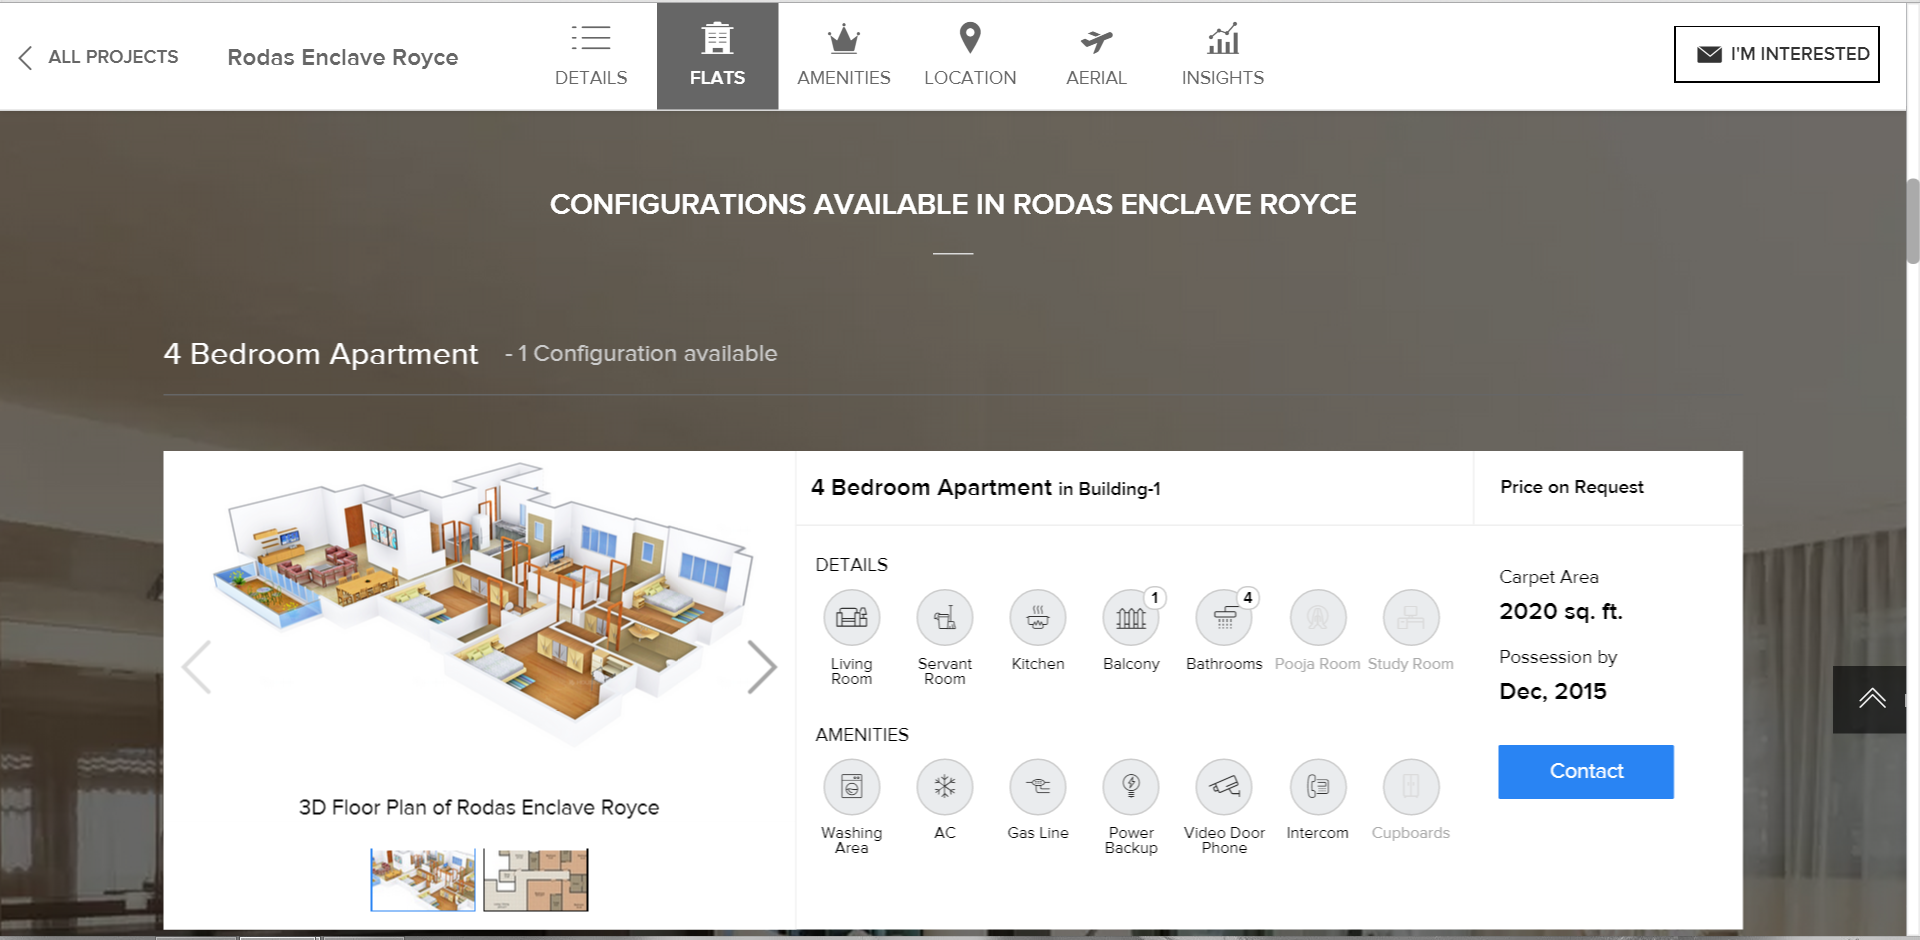 ALL PROJECTS
Rodas Enclave Royce
DETAILS
FLATS
AMENITIES
LOCATION
AERIAL
INSIGHTS
I'M INTERESTED
CONFIGURATIONS AVAILABLE IN RODAS ENCLAVE ROYCE
4 Bedroom Apartment - 1 Configuration available
3D Floor Plan of Rodas Enclave Royce
4 Bedroom Apartment in Building-1
Price on Request
DETAILS
Living
Room
Servant
Room
Kitchen
1
Balcony
4
Bathrooms
Pooja Room
Study Room
AMENITIES
Washing
Area
AC
Gas Line
Power
Backup
Video Door
Phone
Intercom
Cupboards
Carpet Area
2020 sq. ft.
Possession by
Dec, 2015
Contact